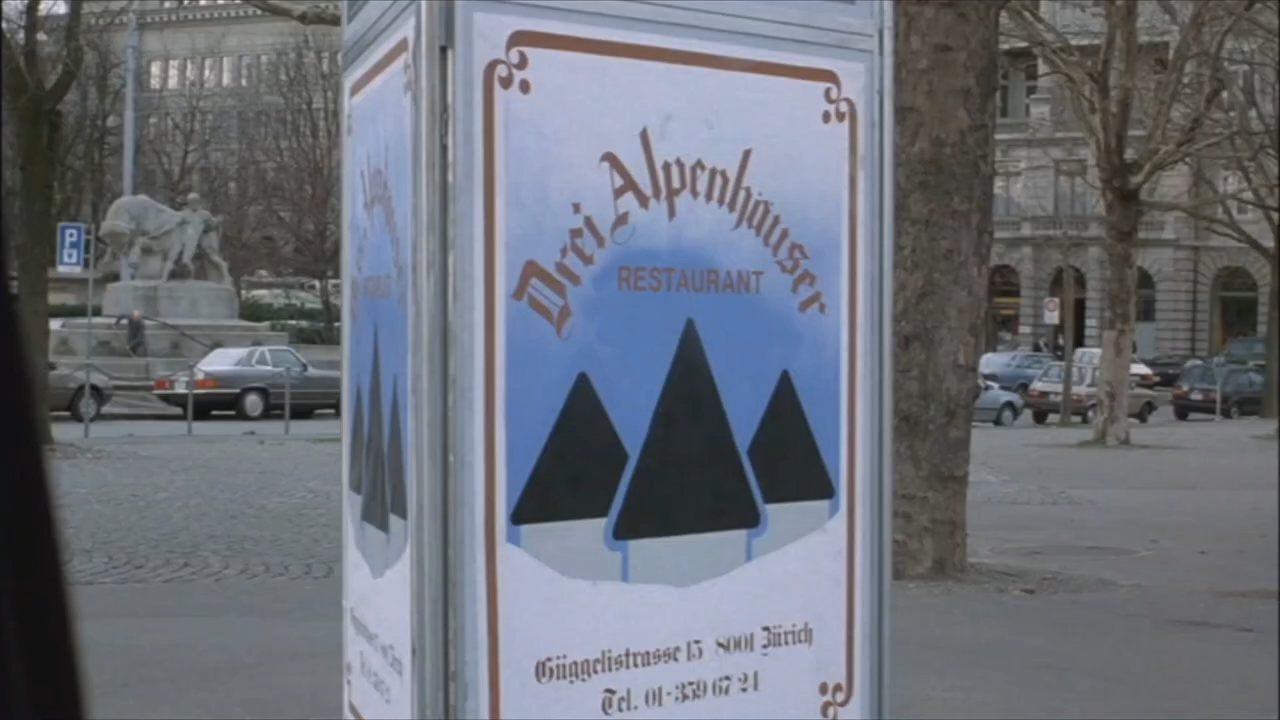 Drei Alpenhäuser
RESTAURANT
Güggelistrasse 15 8001 Zürich
Tel. 01-359 67 24
P